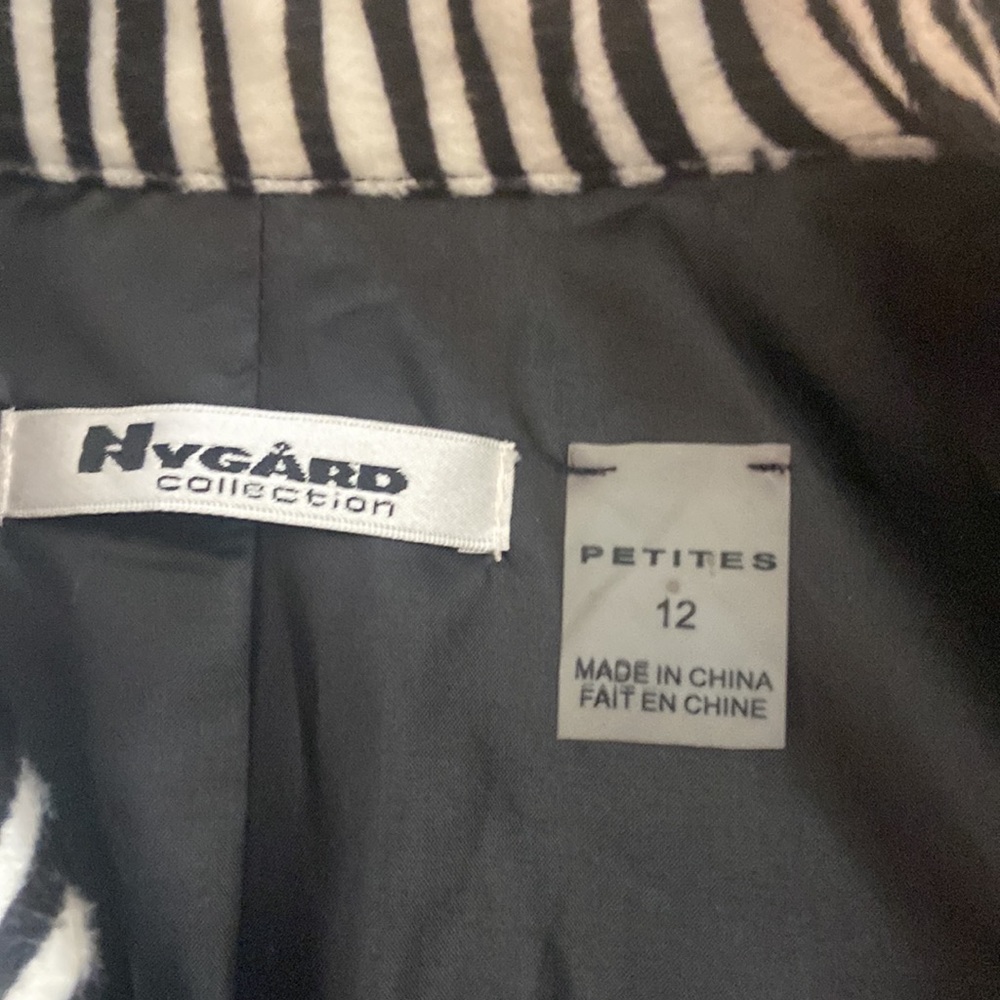 NYGÅRD
collection
PETITES
12
MADE IN CHINA
FAIT EN CHINE